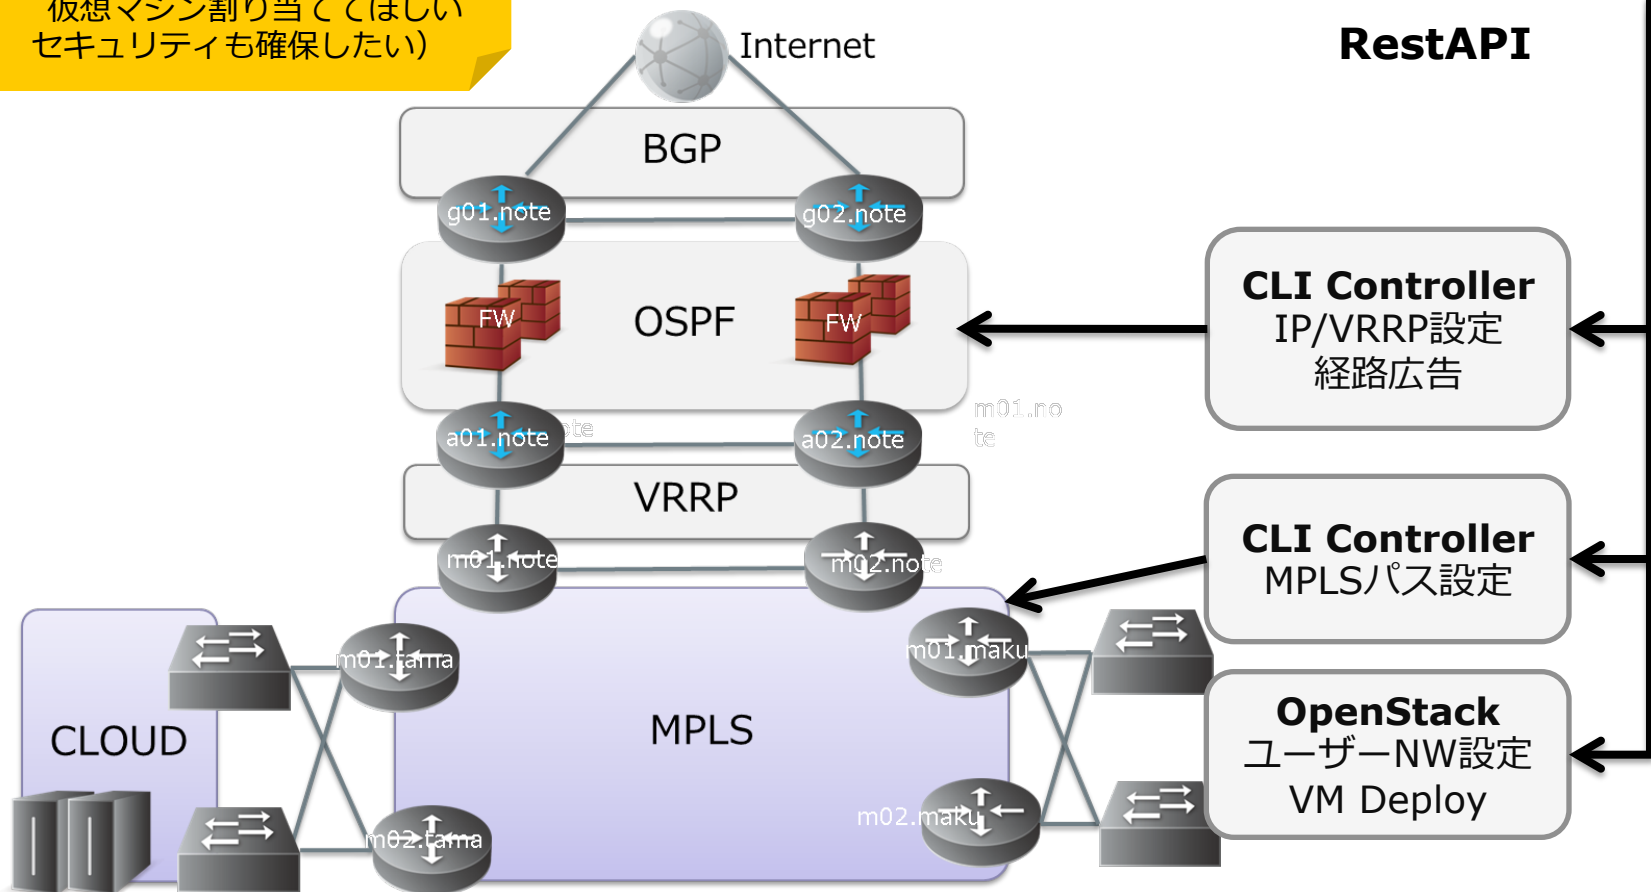 仮想マシン割り当ててほしい
セキュリティも確保したい）
Internet
RestAPI
BGP
g01.note
g02.note
FW
OSPF
FW
CLI Controller
IP/VRRP設定
経路広告
m01.no
te
a01.note
ote
a02.note
VRRP
m01.note
m02.note
CLI Controller
MPLSパス設定
m01.tama
m01.maku
CLOUD
MPLS
OpenStack
ユーザーNW設定
VM Deploy
m02.tama
m02.maku